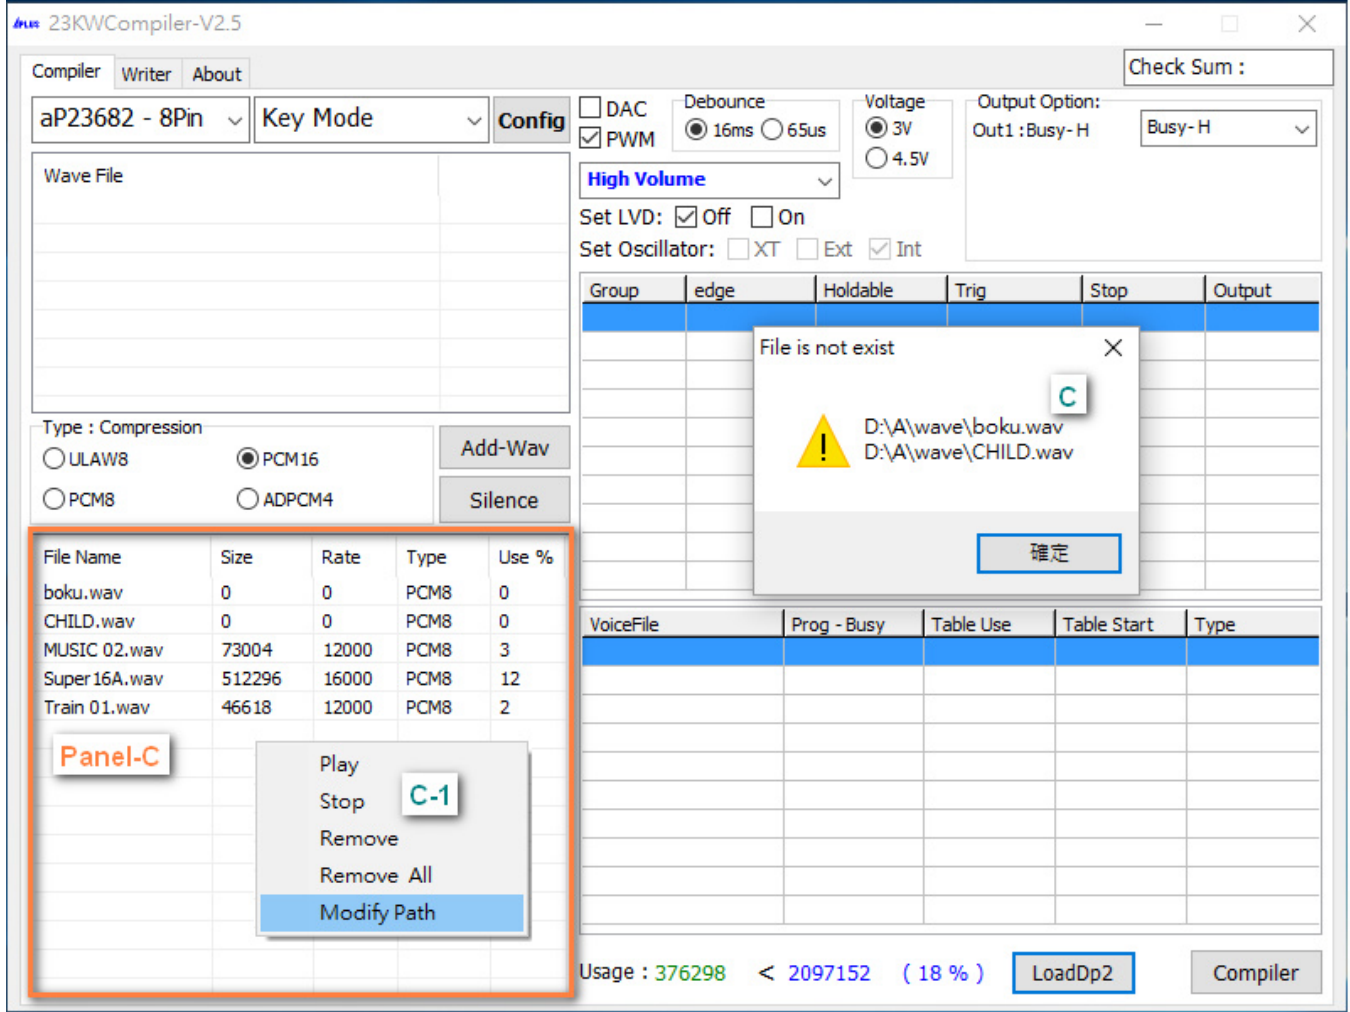 APLUS 23KWCompiler-V2.5
Compiler Writer About
Check Sum :
aP23682 - 8Pin Key Mode Config
DAC
PWM
Debounce
16ms 65us
Voltage
3V
4.5V
Output Option:
Out1 :Busy- H Busy- H
High Volume
Set LVD: Off On
Set Oscillator: XT Ext Int
Wave File
Type : Compression
ULAW8 PCM16
PCM8 ADPCM4
Add-Wav
Silence
Group edge Holdable Trig Stop Output
File is not exist
C
D:\A\wave\boku.wav
D:\A\wave\CHILD.wav
確定
File Name Size Rate Type Use %
boku.wav 0 0 PCM8 0
CHILD.wav 0 0 PCM8 0
MUSIC 02.wav 73004 12000 PCM8 3
Super16A.wav 512296 16000 PCM8 12
Train 01.wav 46618 12000 PCM8 2
Panel-C
Play
Stop
C-1
Remove
Remove All
Modify Path
VoiceFile Prog - Busy Table Use Table Start Type
Usage : 376298 < 2097152 ( 18 % ) LoadDp2 Compiler